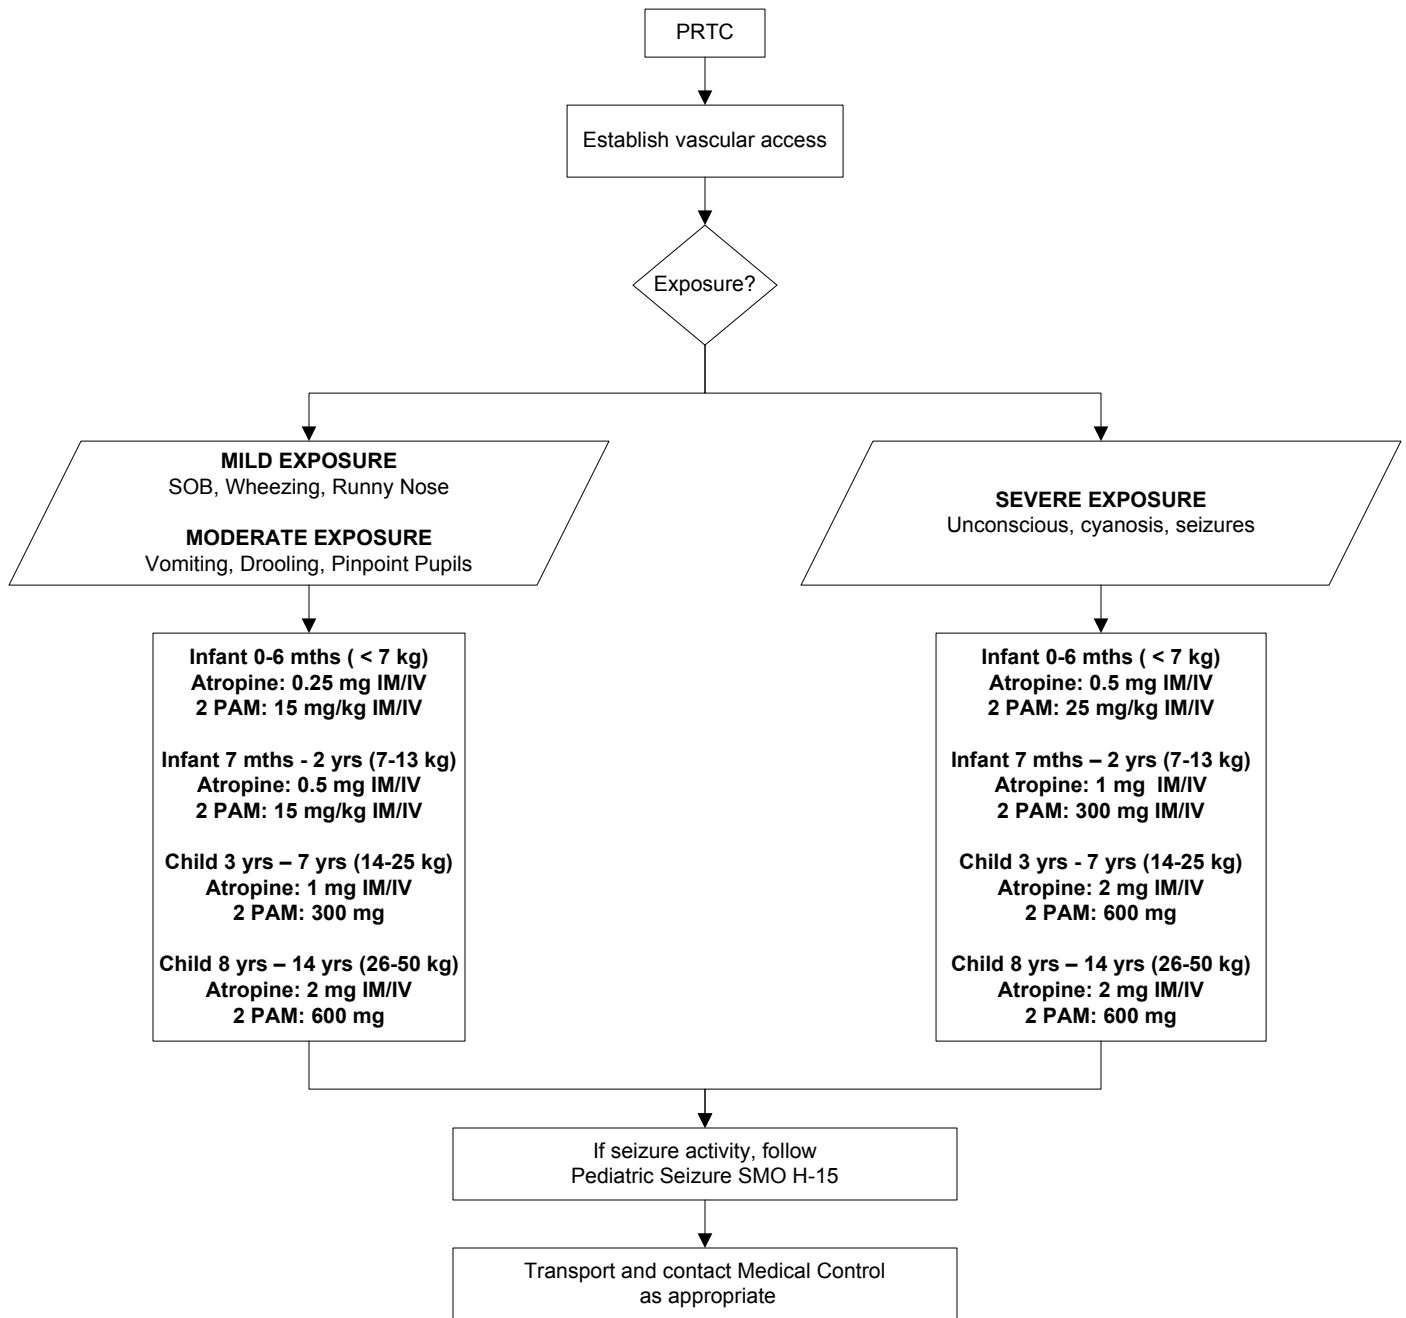 PRTC
Establish vascular access
Exposure?
MILD EXPOSURE
SOB, Wheezing, Runny Nose
MODERATE EXPOSURE
Vomiting, Drooling, Pinpoint Pupils
SEVERE EXPOSURE
Unconscious, cyanosis, seizures
Infant 0-6 mths ( < 7 kg)
Atropine: 0.25 mg IM/IV
2 PAM: 15 mg/kg IM/IV
Infant 7 mths - 2 yrs (7-13 kg)
Atropine: 0.5 mg IM/IV
2 PAM: 15 mg/kg IM/IV
Child 3 yrs – 7 yrs (14-25 kg)
Atropine: 1 mg IM/IV
2 PAM: 300 mg
Child 8 yrs – 14 yrs (26-50 kg)
Atropine: 2 mg IM/IV
2 PAM: 600 mg
Infant 0-6 mths ( < 7 kg)
Atropine: 0.5 mg IM/IV
2 PAM: 25 mg/kg IM/IV
Infant 7 mths – 2 yrs (7-13 kg)
Atropine: 1 mg  IM/IV
2 PAM: 300 mg IM/IV
Child 3 yrs - 7 yrs (14-25 kg)
Atropine: 2 mg IM/IV
2 PAM: 600 mg
Child 8 yrs – 14 yrs (26-50 kg)
Atropine: 2 mg IM/IV
2 PAM: 600 mg
If seizure activity, follow
Pediatric Seizure SMO H-15
Transport and contact Medical Control
as appropriate